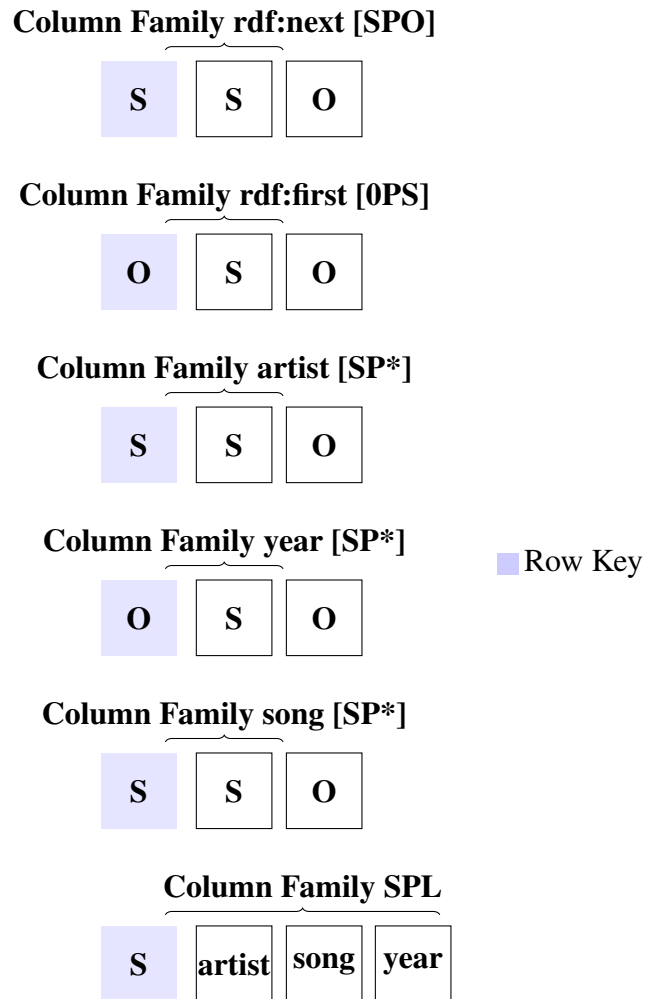 Column Family rdf:next [SPO]
S S O
Column Family rdf:first [0PS]
O S O
Column Family artist [SP*]
S S O
Column Family year [SP*]
Row Key
O S O
Column Family song [SP*]
S S O
Column Family SPL
S artist song year